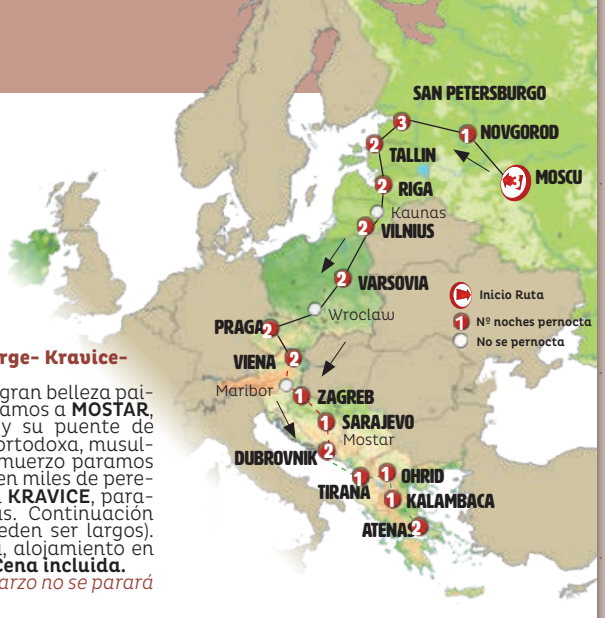 SAN PETERSBURGO
3
1 NOVGOROD
2
TALLIN
3 MOSCU
2 RIGA
Kaunas
2 VILNIUS
2 VARSOVIA
Inicio Ruta
Wroclaw
1 Nº noches pernocta
PRAGA 2
No se pernocta
VIENA 2
Maribor
1 ZAGREB
1 SARAJEVO
Mostar
DUBROVNIK 2
1 OHRID
TIRANA 1
1 KALAMBACA
ATENAS 2
rge- Kravice-
gran belleza pai-
amos a MOSTAR,
y su puente de
ortodoxa, musul-
muerzo paramos
en miles de pere-
KRAVICE, para-
as. Continuación
eden ser largos).
, alojamiento en
Cena incluida.
arzo no se parará